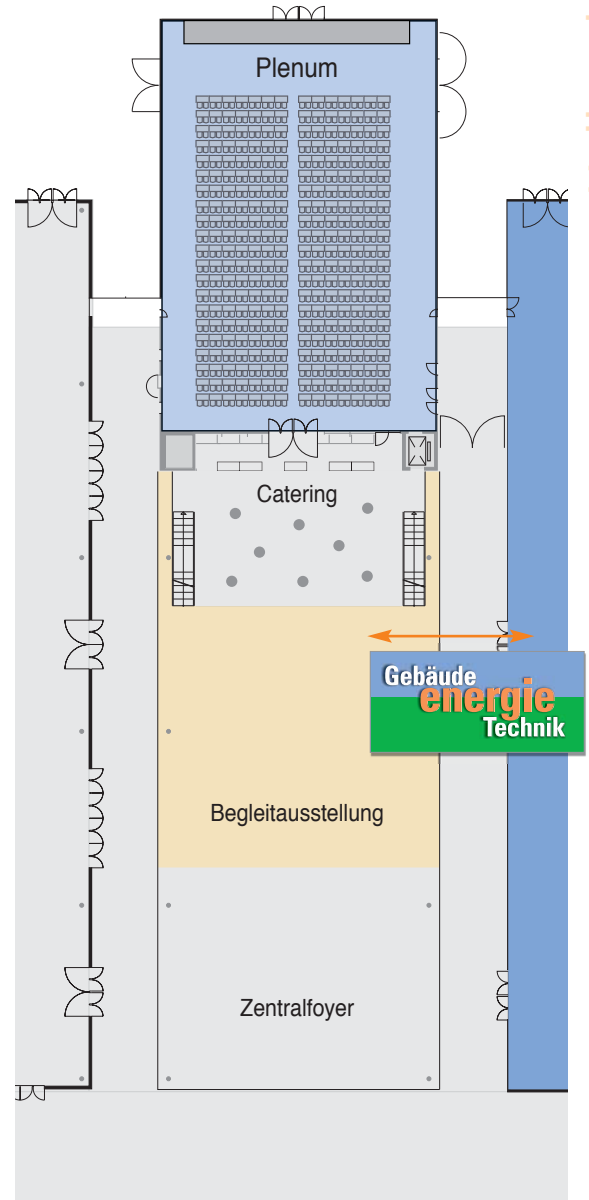 Plenum
Catering
Gebäude
energie
Technik
Begleitausstellung
Zentralfoyer